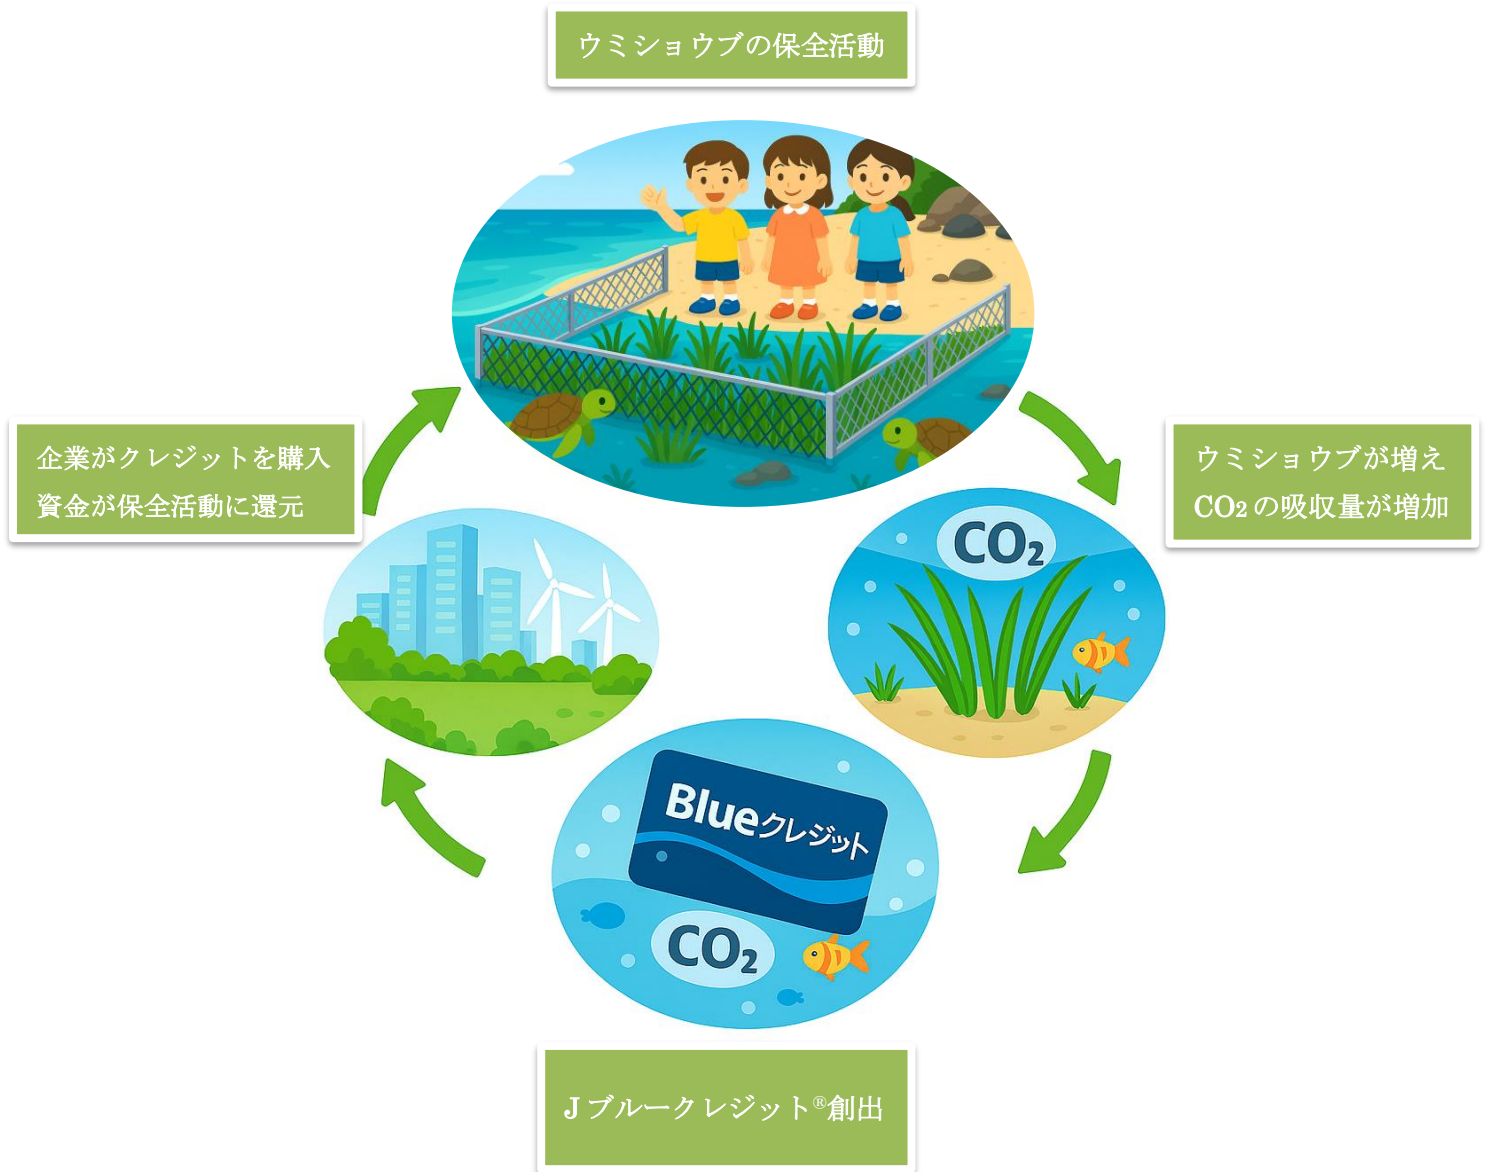 ウミショウブの保全活動
企業がクレジットを購入
資金が保全活動に還元
ウミショウブが増え
CO₂の吸収量が増加
CO₂
Blueクレジット
CO₂
Jブルークレジット®創出